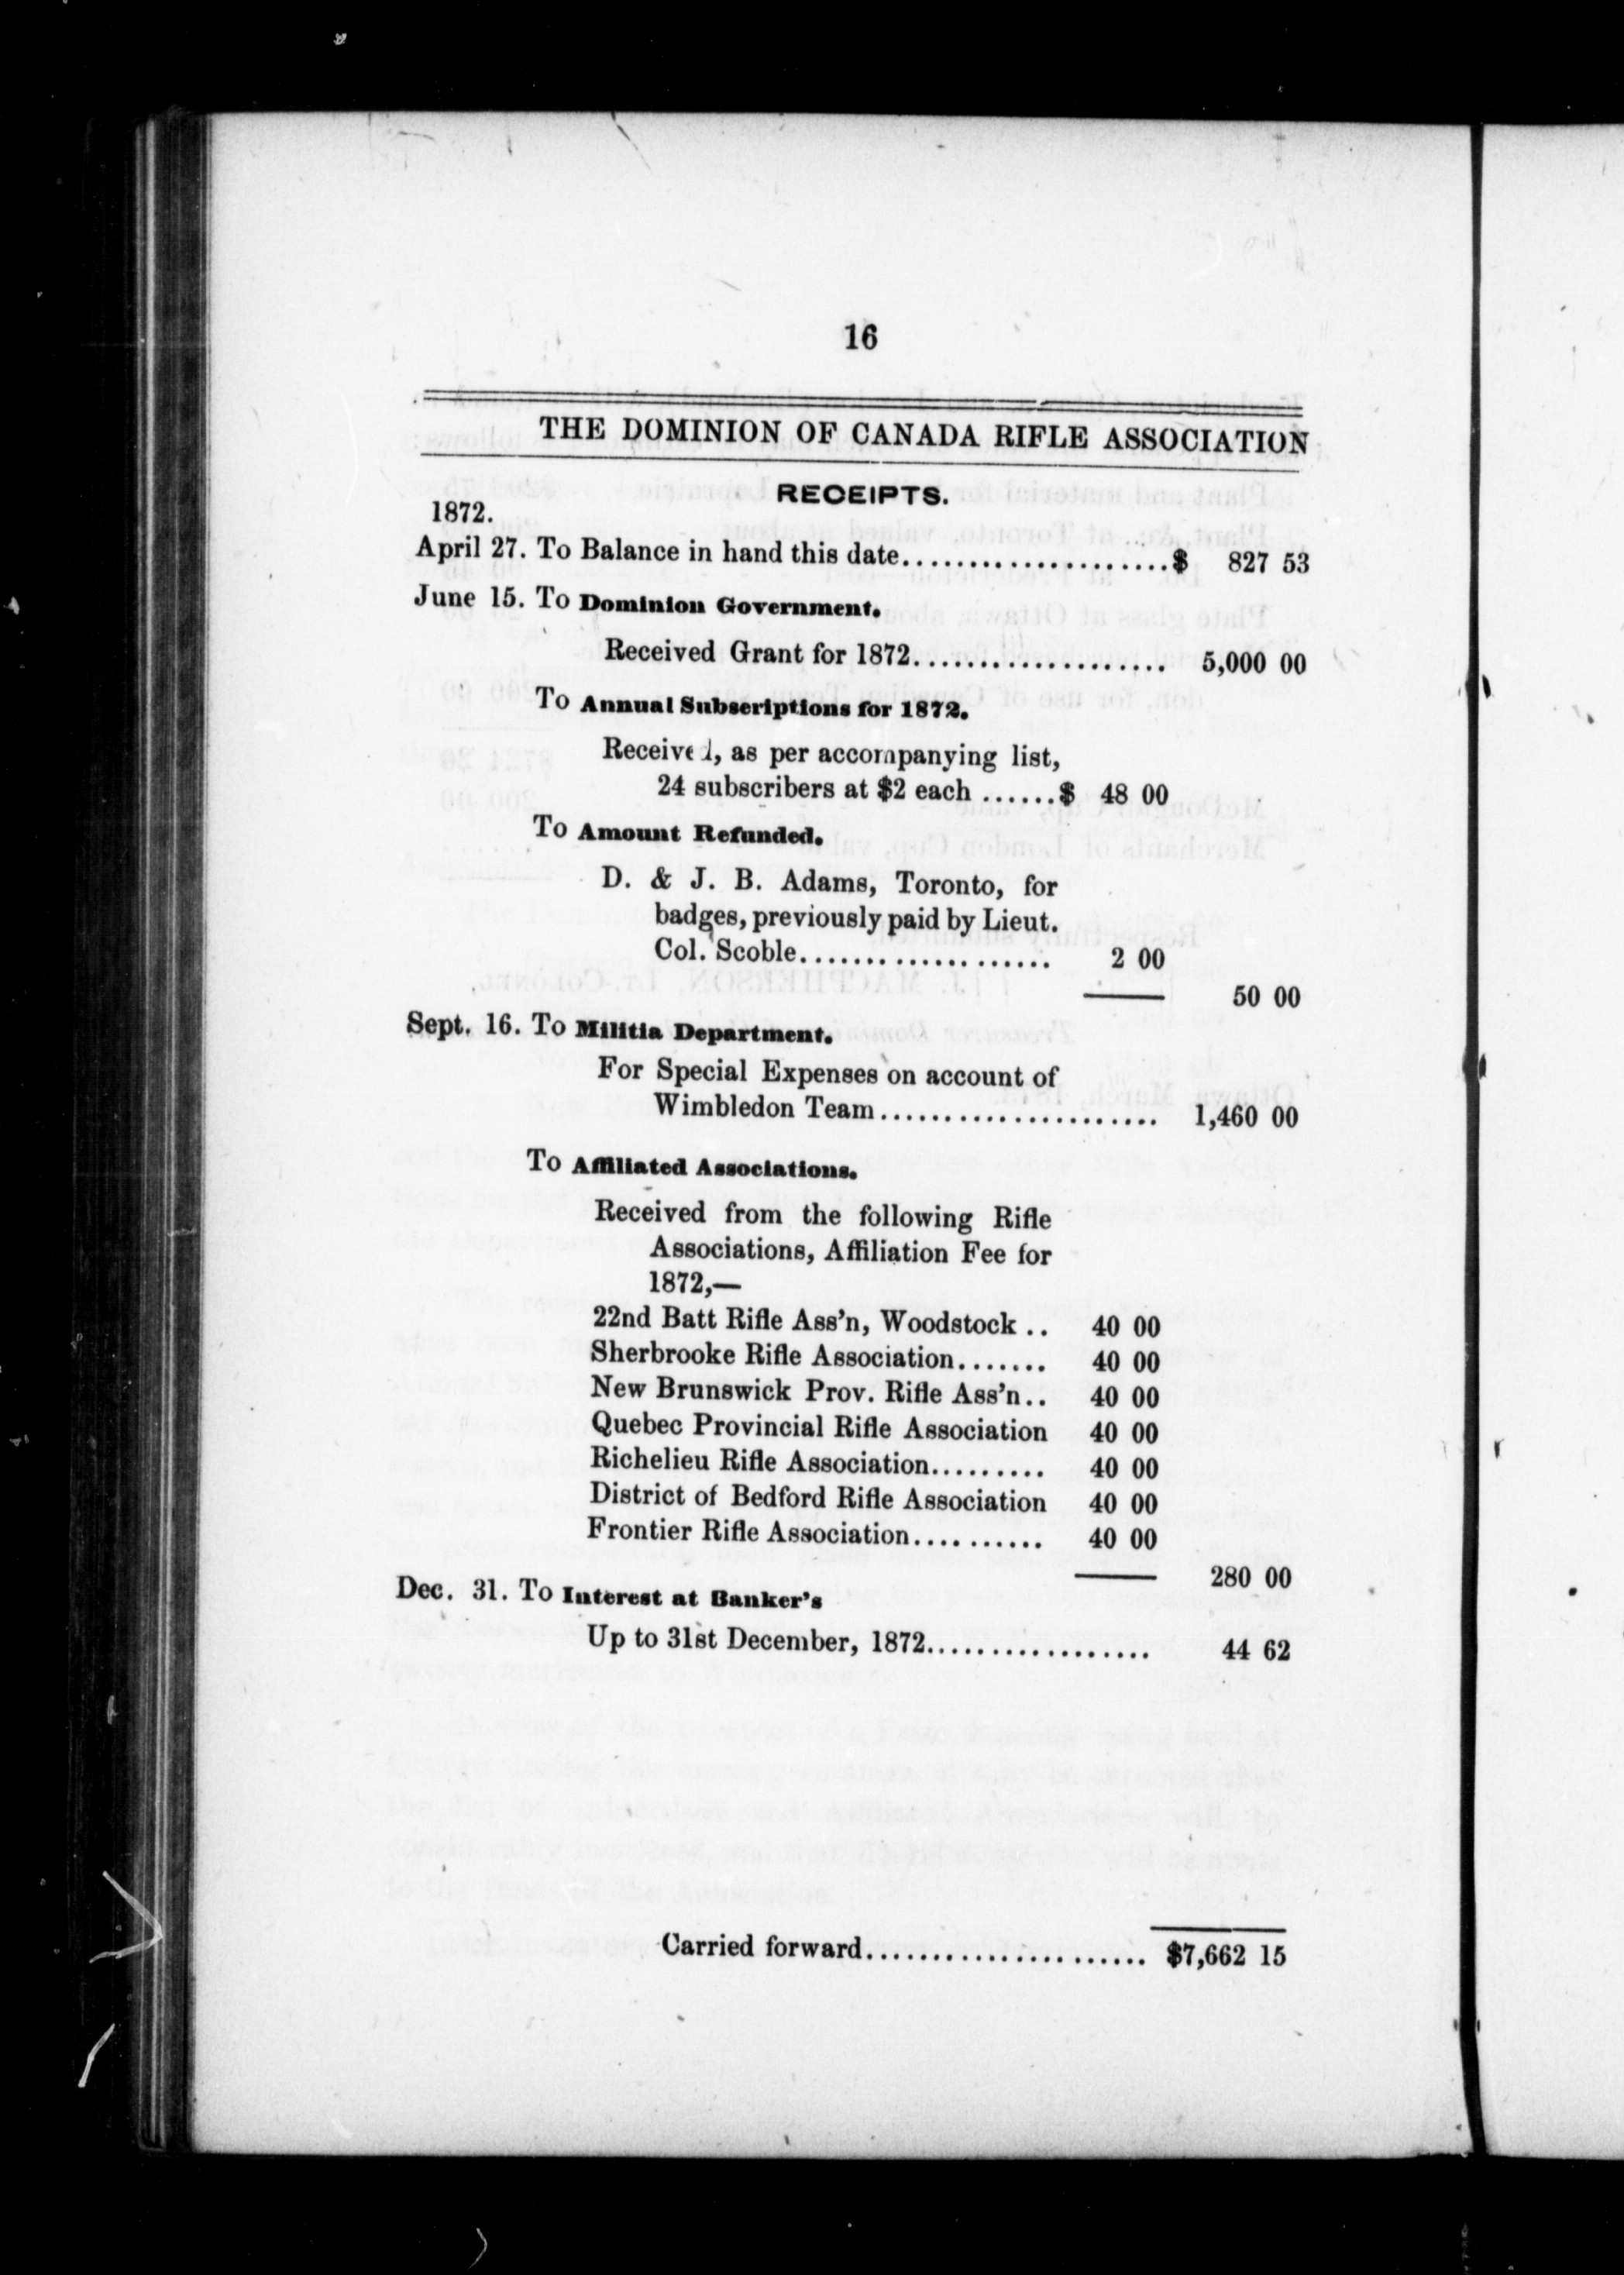 16
THE DOMINION OF CANADA RIFLE ASSOCIATION
RECEIPTS.
1872.
April 27. To Balance in hand this date.....................$ 827 53
June 15. To Dominion Government.
Received Grant for 1872................... 5,000 00
To Annual Subscriptions for 1872.
Received, as per accompanying list,
24 subscribers at $2 each ......$ 48 00
To Amount Refunded.
D. & J. B. Adams, Toronto, for
badges, previously paid by Lieut.
Col. Scoble................... 2 00
50 00
Sept. 16. To Militia Department.
For Special Expenses on account of
Wimbledon Team...................... 1,460 00
To Affiliated Associations.
Received from the following Rifle
Associations, Affiliation Fee for
1872,—
22nd Batt Rifle Ass'n, Woodstock .. 40 00
Sherbrooke Rifle Association....... 40 00
New Brunswick Prov. Rifle Ass'n.. 40 00
Quebec Provincial Rifle Association 40 00
Richelieu Rifle Association......... 40 00
District of Bedford Rifle Association 40 00
Frontier Rifle Association.......... 40 00
280 00
Dec. 31. To Interest at Banker's
Up to 31st December, 1872.................. 44 62
Carried forward..................... $7,662 15